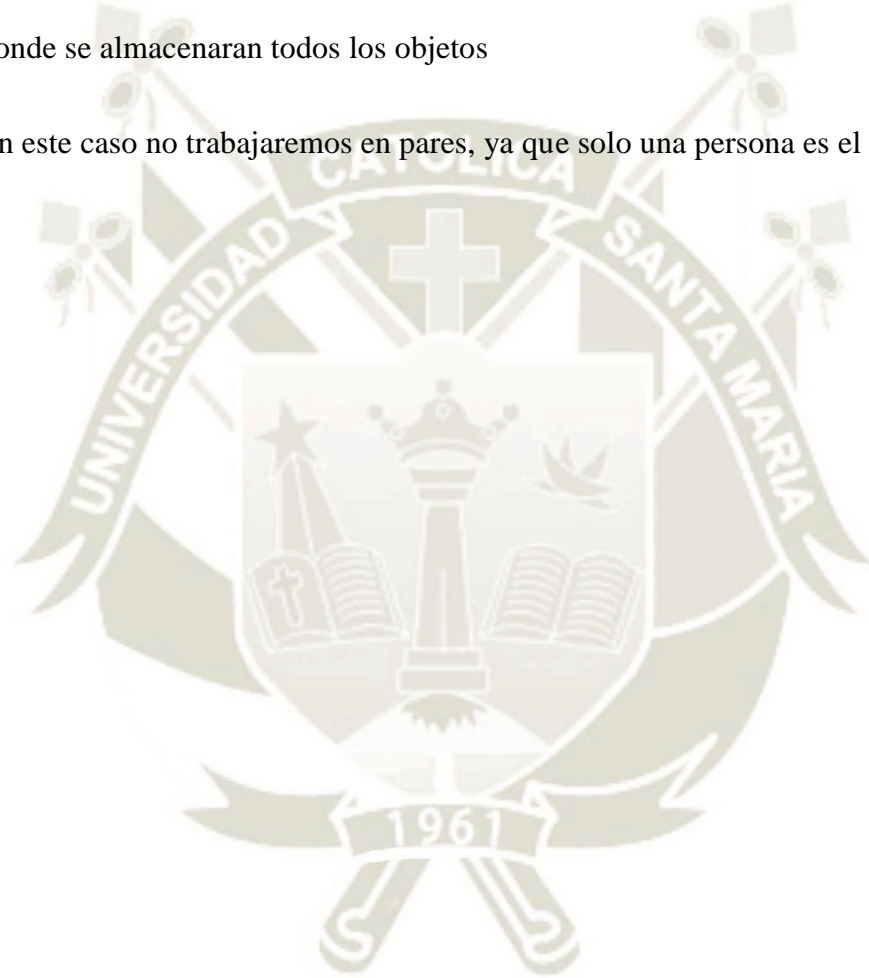 onde se almacenaran todos los objetos
n este caso no trabajaremos en pares, ya que solo una persona es el
UNIVERSIDAD CATOLICA SANTA MARIA
1961